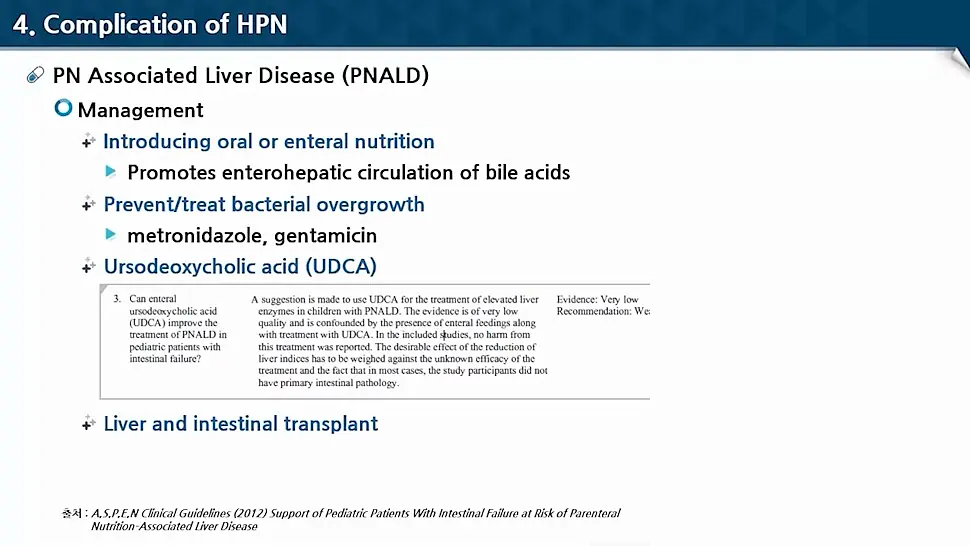 4. Complication of HPN
PN Associated Liver Disease (PNALD)
Management
Introducing oral or enteral nutrition
Promotes enterohepatic circulation of bile acids
Prevent/treat bacterial overgrowth
metronidazole, gentamicin
Ursodeoxycholic acid (UDCA)
3. Can enteral
ursodeoxycholic acid
(UDCA) improve the
treatment of PNALD in
pediatric patients with
intestinal failure?
A suggestion is made to use UDCA for the treatment of elevated liver
enzymes in children with PNALD. The evidence is of very low
quality and is confounded by the presence of enteral feedings along
with treatment with UDCA. In the included studies, no harm from
this treatment was reported. The desirable effect of the reduction of
liver indices has to be weighed against the unknown efficacy of the
treatment and the fact that in most cases, the study participants did not
have primary intestinal pathology.
Evidence: Very low
Recommendation: We
Liver and intestinal transplant
출처 : A.S.P.E.N Clinical Guidelines (2012) Support of Pediatric Patients With Intestinal Failure at Risk of Parenteral
Nutrition-Associated Liver Disease